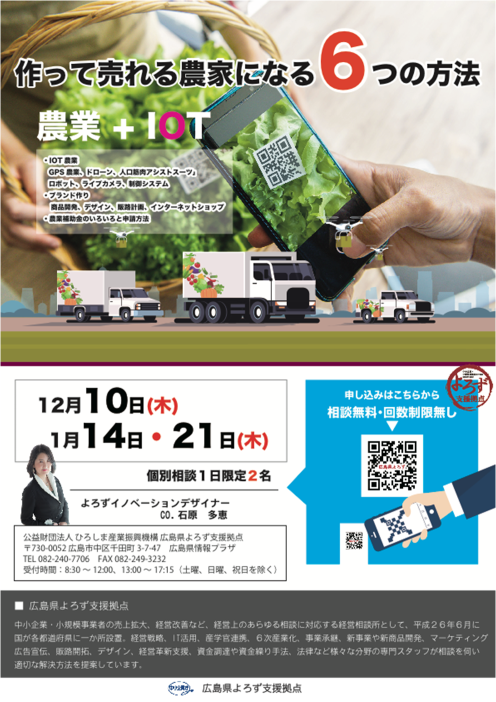 作って売れる農家になる6つの方法
農業 + IOT
・IOT 農業
GPS 農業、ドローン、人口筋肉アシストスーツ」
ロボット、ライブカメラ、制御システム
・ブランド作り
商品開発、デザイン、販路計画、インターネットショップ
・農業補助金のいろいろと申請方法
よろず
支援拠点
12月10日(木)
1月14日・21日(木)
個別相談1日限定2名
よろずイノベーションデザイナー
CO. 石原 多恵
申し込みはこちらから
相談無料・回数制限無し
広島県よろず
公益財団法人 ひろしま産業振興機構 広島県よろず支援拠点
〒730-0052 広島市中区千田町 3-7-47 広島県情報プラザ
TEL 082-240-7706 FAX 082-249-3232
受付時間：8:30 〜 12:00、13:00 〜 17:15（土曜、日曜、祝日を除く）
■ 広島県よろず支援拠点
中小企業・小規模事業者の売上拡大、経営改善など、経営上のあらゆる相談に対応する経営相談所として、平成２６年６月に
国が各都道府県に一か所設置。経営戦略、IT活用、産学官連携、６次産業化、事業承継、新事業や新商品開発、マーケティング
広告宣伝、販路開拓、デザイン、経営革新支援、資金調達や資金繰り手法、法律など様々な分野の専門スタッフが相談を伺い
適切な解決方法を提案しています。
広島県よろず支援拠点